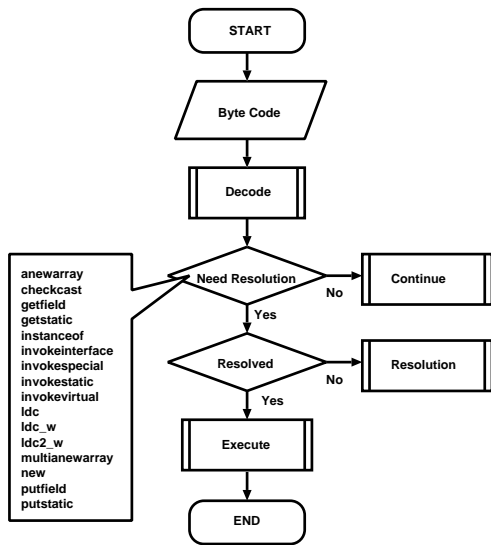 START
Byte Code
Decode
Need Resolution
No
Continue
Yes
Resolved
No
Resolution
Yes
Execute
END
anewarray
checkcast
getfield
getstatic
instanceof
invokeinterface
invokespecial
invokestatic
invokevirtual
ldc
ldc_w
ldc2_w
multianewarray
new
putfield
putstatic